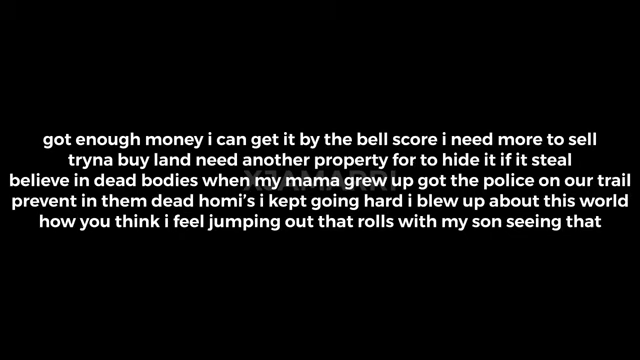 got enough money i can get it by the bell score i need more to sell
tryna buy land need another property for to hide it if it steal
believe in dead bodies when my mama grew up got the police on our trail
XJAMARRI
prevent in them dead homi's i kept going hard i blew up about this world
how you think i feel jumping out that rolls with my son seeing that